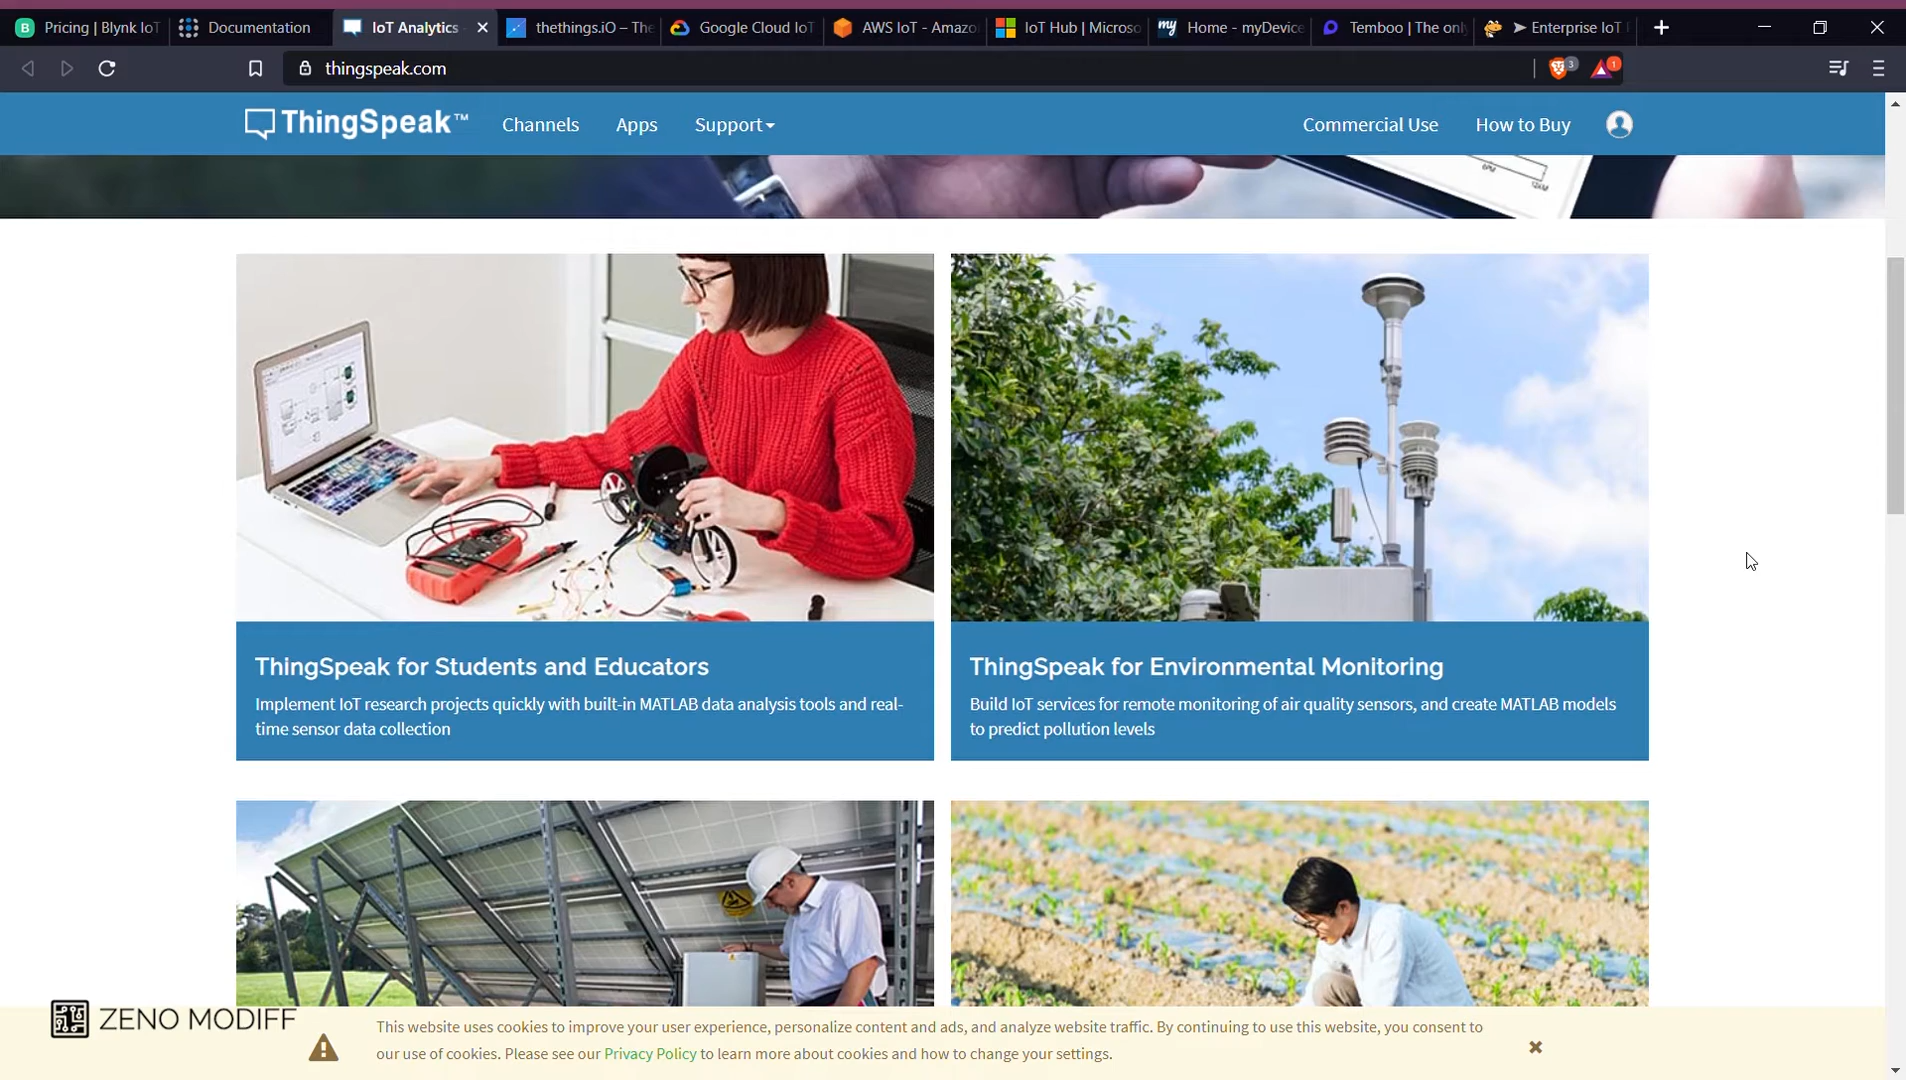 Pricing | Blynk IoT
Documentation
IoT Analytics
thethings.iO – The
Google Cloud IoT
AWS IoT - Amazo
IoT Hub | Microso
my Home - myDevice
Temboo | The only
➤ Enterprise IoT
thingspeak.com
3
1
ThingSpeak™
Channels
Apps
Support
Commercial Use
How to Buy
6PM
12AM
ThingSpeak for Students and Educators
Implement IoT research projects quickly with built-in MATLAB data analysis tools and real-
time sensor data collection
ThingSpeak for Environmental Monitoring
Build IoT services for remote monitoring of air quality sensors, and create MATLAB models
to predict pollution levels
ZENO MODIFF
This website uses cookies to improve your user experience, personalize content and ads, and analyze website traffic. By continuing to use this website, you consent to
our use of cookies. Please see our Privacy Policy to learn more about cookies and how to change your settings.